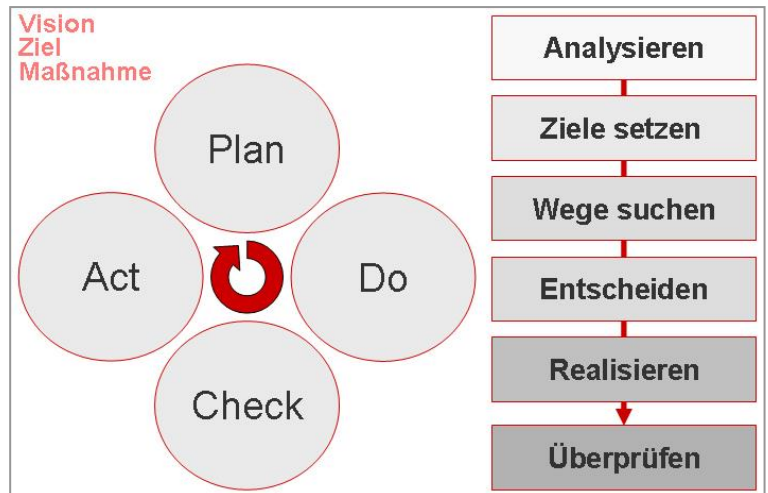 Vision
Ziel
Maßnahme
Plan
Act
Do
Check
Analysieren
Ziele setzen
Wege suchen
Entscheiden
Realisieren
Überprüfen